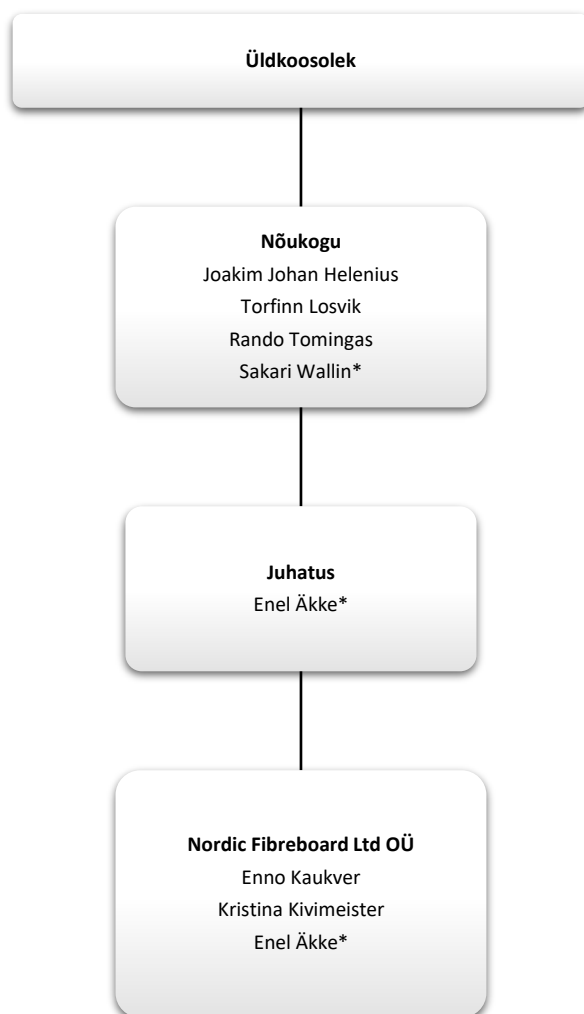 Üldkoosolek
Nõukogu
Joakim Johan Helenius
Torfinn Losvik
Rando Tomingas
Sakari Wallin*
Juhatus
Enel Äkke*
Nordic Fibreboard Ltd OÜ
Enno Kaukver
Kristina Kivimeister
Enel Äkke*